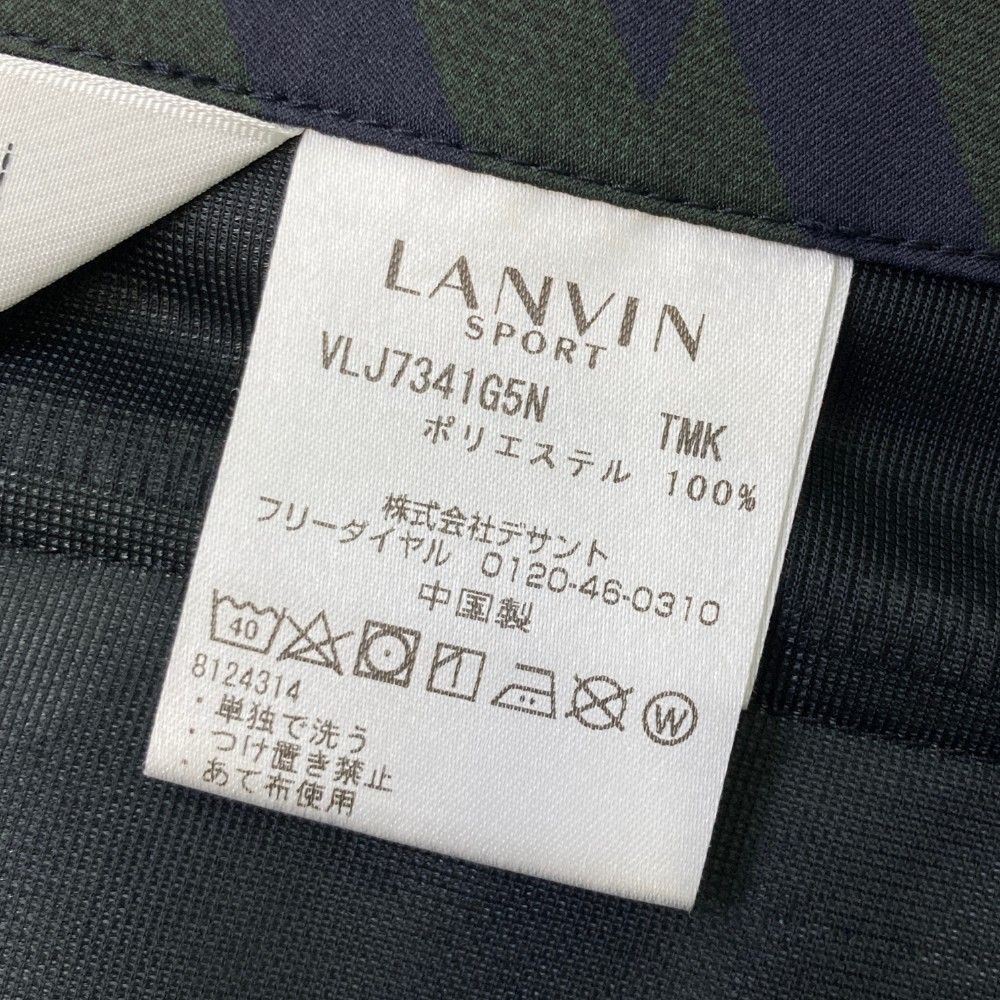 LANVIN
SPORT
VLJ7341G5N TMK
ポリエステル 100%
株式会社デサント
フリーダイヤル 0120-46-0310
中国製
40
W
8124314
・単独で洗う
・つけ置き禁止
・あて布使用